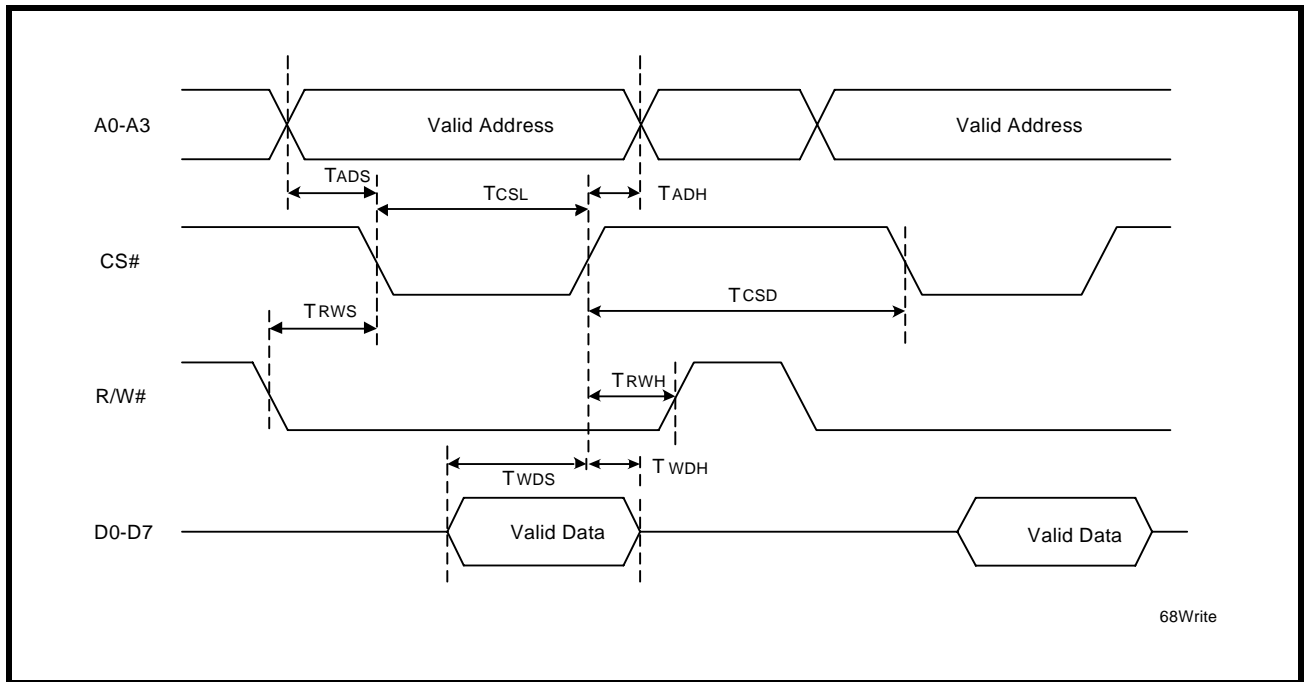 A0-A3
Valid Address
Valid Address
TADS
TCSL
TADH
CS#
TCSD
TRWS
R/W#
TRWH
TWDS
T WDH
D0-D7
Valid Data
Valid Data
68Write